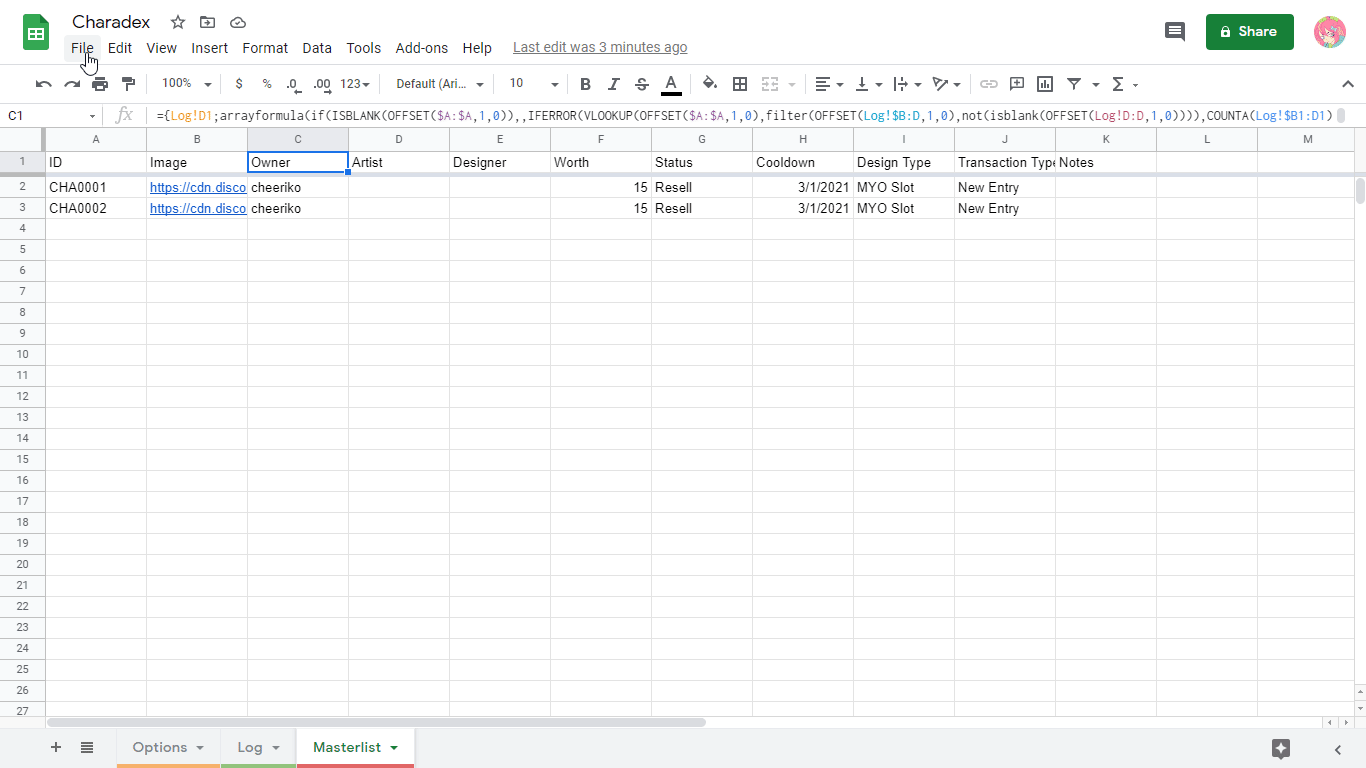 Charadex
File Edit View Insert Format Data Tools Add-ons Help Last edit was 3 minutes ago
Share
100% $ % .0 .00 123 Default (Ari... 10 B I S A
C1 fx ={Log!D1;arrayformula(if(ISBLANK(OFFSET($A:$A,1,0)),,IFERROR(VLOOKUP(OFFSET($A:$A,1,0),filter(OFFSET(Log!$B:D,1,0),not(isblank(OFFSET(Log!D:D,1,0)))),COUNTA(Log!$B1:D1)
A B C D E F G H I J K L M
1 ID Image Owner Artist Designer Worth Status Cooldown Design Type Transaction Type Notes
2 CHA0001 https://cdn.disco cheeriko 15 Resell 3/1/2021 MYO Slot New Entry
3 CHA0002 https://cdn.disco cheeriko 15 Resell 3/1/2021 MYO Slot New Entry
4
5
6
7
8
9
10
11
12
13
14
15
16
17
18
19
20
21
22
23
24
25
26
27
+ Options Log Masterlist